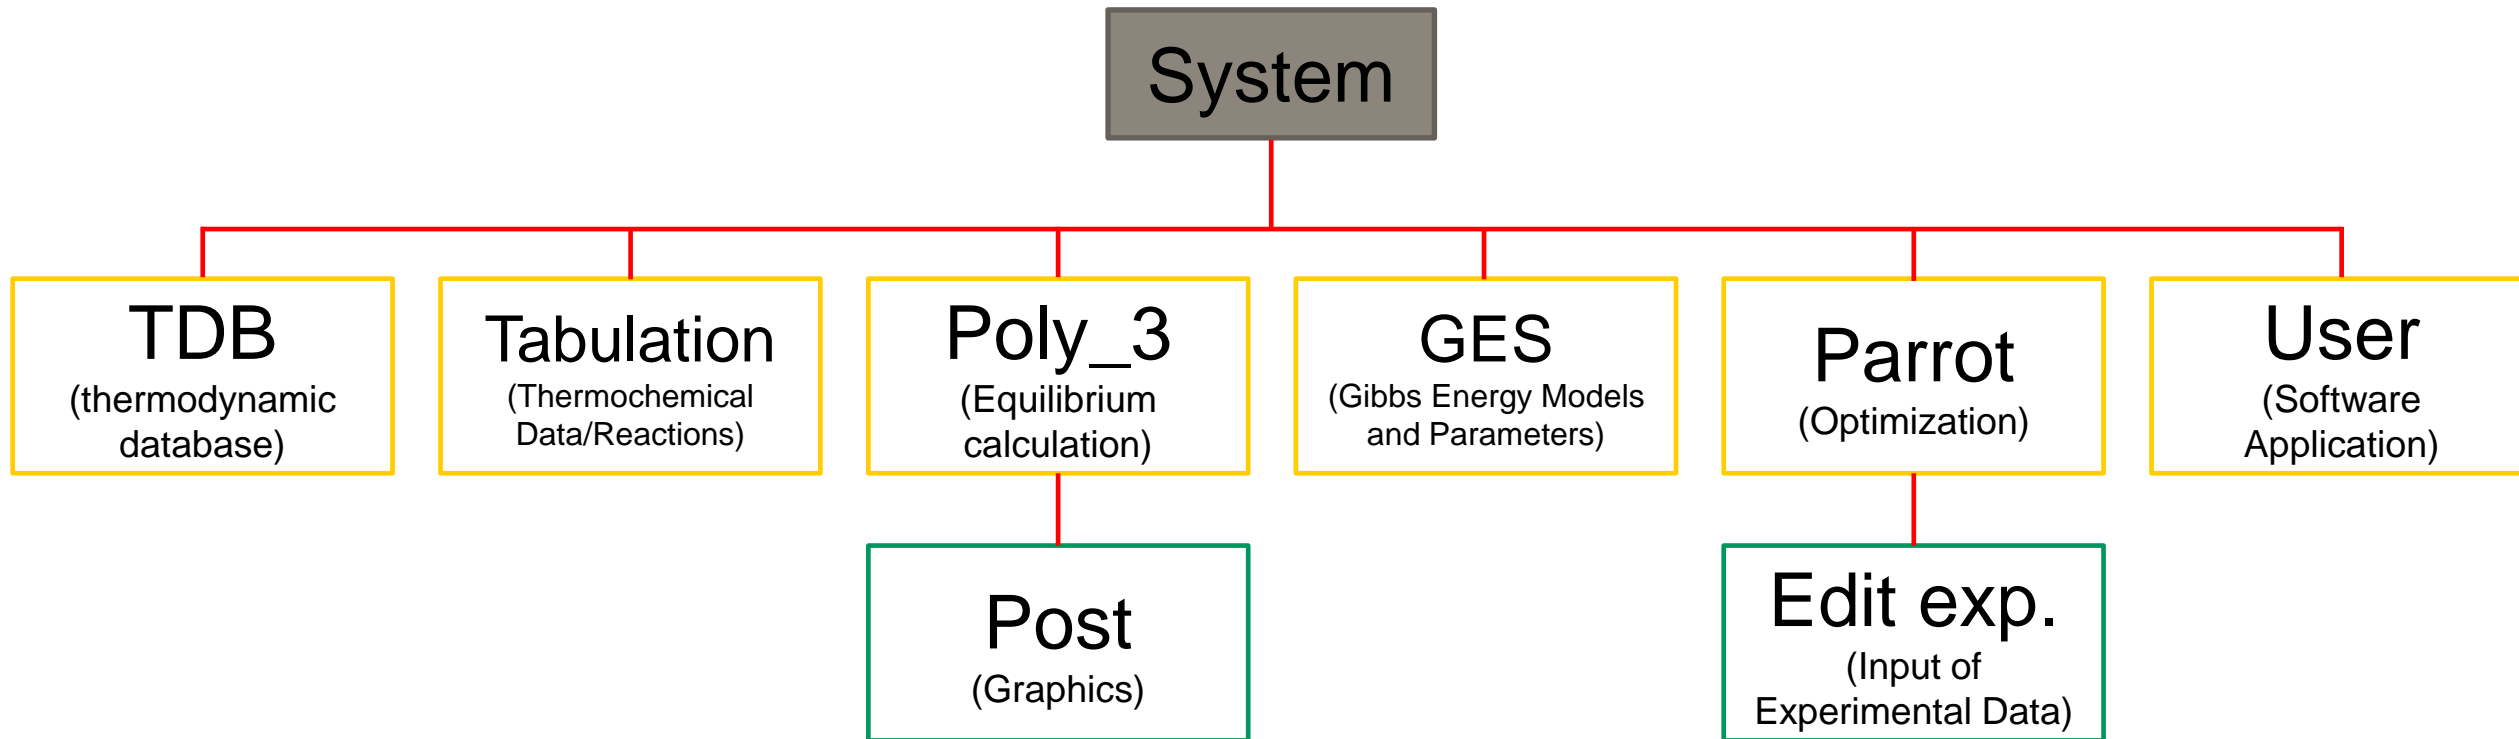 System
TDB
(thermodynamic
database)
Tabulation
(Thermochemical
Data/Reactions)
Poly_3
(Equilibrium
calculation)
GES
(Gibbs Energy Models
and Parameters)
Parrot
(Optimization)
User
(Software
Application)
Post
(Graphics)
Edit exp.
(Input of
Experimental Data)